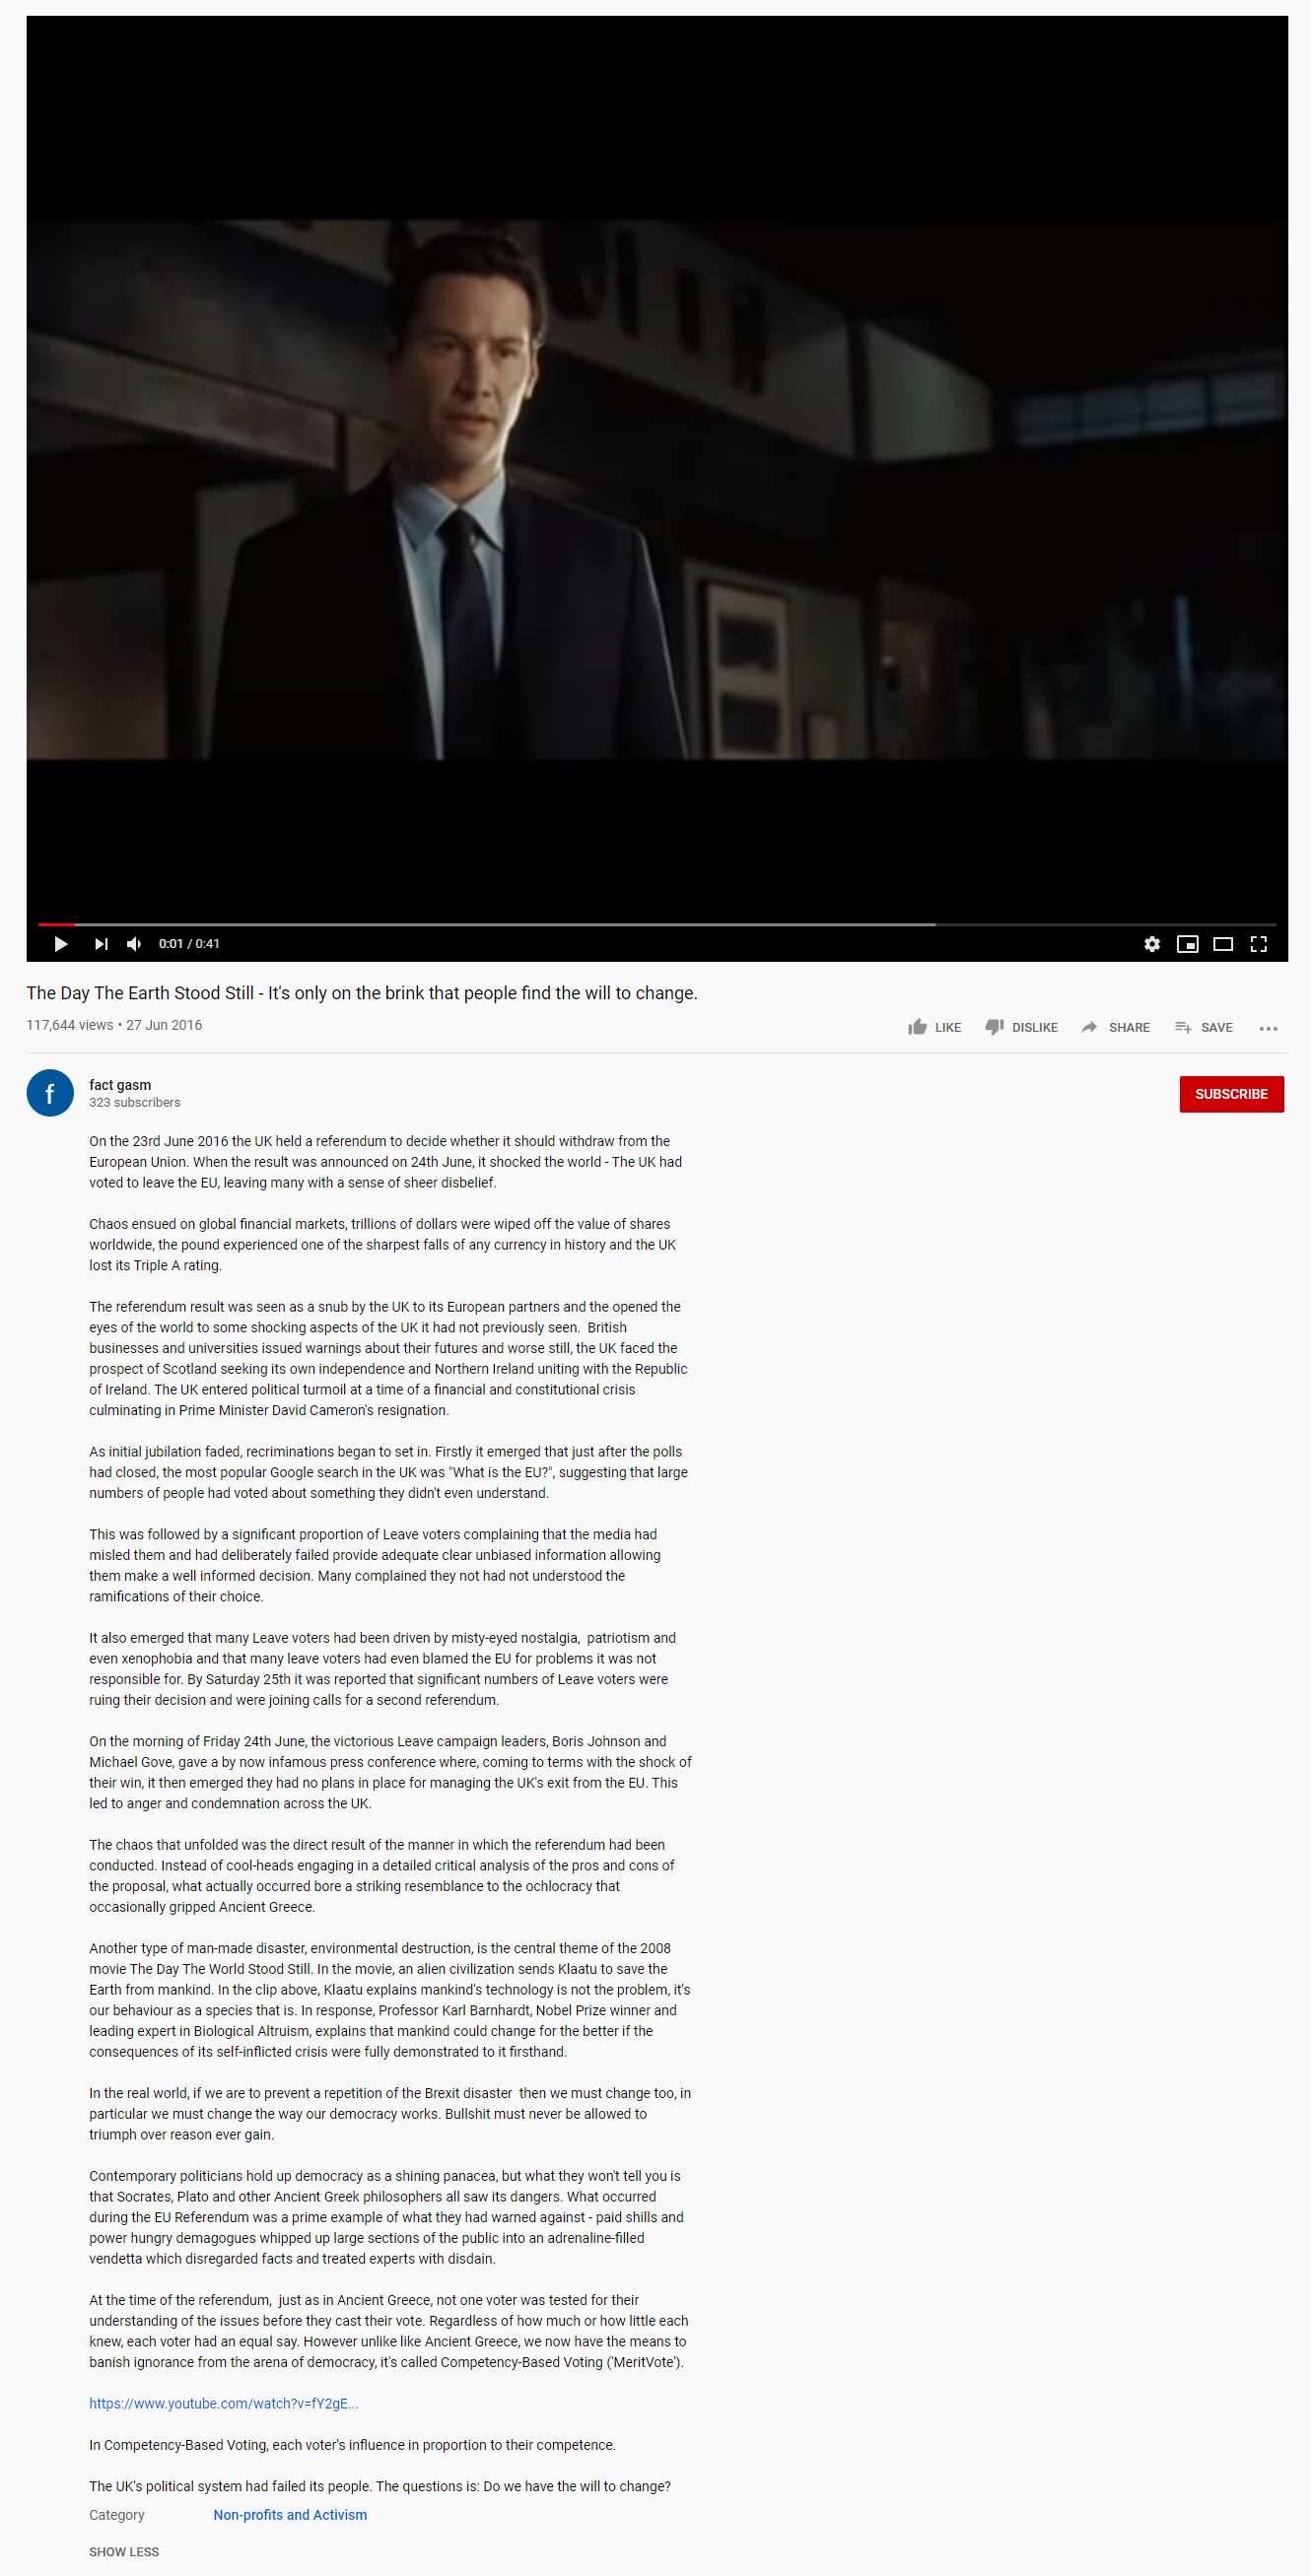 0:01 / 0:41
The Day The Earth Stood Still - It's only on the brink that people find the will to change.
117,644 views • 27 Jun 2016
LIKE
DISLIKE
SHARE
SAVE
f
fact gasm
323 subscribers
SUBSCRIBE
On the 23rd June 2016 the UK held a referendum to decide whether it should withdraw from the
European Union. When the result was announced on 24th June, it shocked the world - The UK had
voted to leave the EU, leaving many with a sense of sheer disbelief.
Chaos ensued on global financial markets, trillions of dollars were wiped off the value of shares
worldwide, the pound experienced one of the sharpest falls of any currency in history and the UK
lost its Triple A rating.
The referendum result was seen as a snub by the UK to its European partners and the opened the
eyes of the world to some shocking aspects of the UK it had not previously seen.  British
businesses and universities issued warnings about their futures and worse still, the UK faced the
prospect of Scotland seeking its own independence and Northern Ireland uniting with the Republic
of Ireland. The UK entered political turmoil at a time of a financial and constitutional crisis
culminating in Prime Minister David Cameron's resignation.
As initial jubilation faded, recriminations began to set in. Firstly it emerged that just after the polls
had closed, the most popular Google search in the UK was "What is the EU?", suggesting that large
numbers of people had voted about something they didn't even understand.
This was followed by a significant proportion of Leave voters complaining that the media had
misled them and had deliberately failed provide adequate clear unbiased information allowing
them make a well informed decision. Many complained they not had not understood the
ramifications of their choice.
It also emerged that many Leave voters had been driven by misty-eyed nostalgia,  patriotism and
even xenophobia and that many leave voters had even blamed the EU for problems it was not
responsible for. By Saturday 25th it was reported that significant numbers of Leave voters were
ruing their decision and were joining calls for a second referendum.
On the morning of Friday 24th June, the victorious Leave campaign leaders, Boris Johnson and
Michael Gove, gave a by now infamous press conference where, coming to terms with the shock of
their win, it then emerged they had no plans in place for managing the UK's exit from the EU. This
led to anger and condemnation across the UK.
The chaos that unfolded was the direct result of the manner in which the referendum had been
conducted. Instead of cool-heads engaging in a detailed critical analysis of the pros and cons of
the proposal, what actually occurred bore a striking resemblance to the ochlocracy that
occasionally gripped Ancient Greece.
Another type of man-made disaster, environmental destruction, is the central theme of the 2008
movie The Day The World Stood Still. In the movie, an alien civilization sends Klaatu to save the
Earth from mankind. In the clip above, Klaatu explains mankind's technology is not the problem, it's
our behaviour as a species that is. In response, Professor Karl Barnhardt, Nobel Prize winner and
leading expert in Biological Altruism, explains that mankind could change for the better if the
consequences of its self-inflicted crisis were fully demonstrated to it firsthand.
In the real world, if we are to prevent a repetition of the Brexit disaster  then we must change too, in
particular we must change the way our democracy works. Bullshit must never be allowed to
triumph over reason ever gain.
Contemporary politicians hold up democracy as a shining panacea, but what they won't tell you is
that Socrates, Plato and other Ancient Greek philosophers all saw its dangers. What occurred
during the EU Referendum was a prime example of what they had warned against - paid shills and
power hungry demagogues whipped up large sections of the public into an adrenaline-filled
vendetta which disregarded facts and treated experts with disdain.
At the time of the referendum,  just as in Ancient Greece, not one voter was tested for their
understanding of the issues before they cast their vote. Regardless of how much or how little each
knew, each voter had an equal say. However unlike like Ancient Greece, we now have the means to
banish ignorance from the arena of democracy, it's called Competency-Based Voting ('MeritVote').
https://www.youtube.com/watch?v=fY2gE...
In Competency-Based Voting, each voter's influence in proportion to their competence.
The UK's political system had failed its people. The questions is: Do we have the will to change?
Category
Non-profits and Activism
SHOW LESS